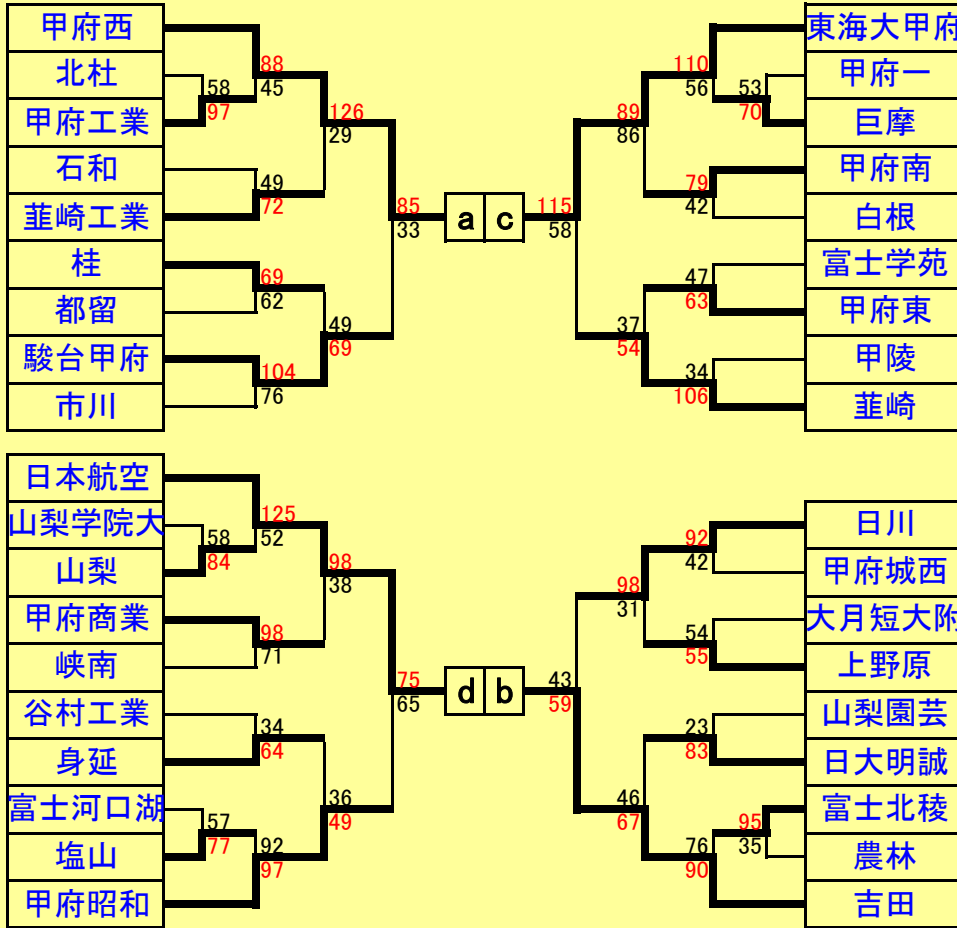 甲府西
北杜
甲府工業
石和
韮崎工業
桂
都留
駿台甲府
市川
88
45
58
97
126
29
49
72
85
33
69
62
49
69
104
76
a c
東海大甲府
甲府一
巨摩
甲府南
白根
富士学苑
甲府東
甲陵
韮崎
110
56
53
70
89
86
79
42
115
58
47
63
37
54
34
106
日本航空
山梨学院大
山梨
甲府商業
峡南
谷村工業
身延
富士河口湖
塩山
甲府昭和
125
52
58
84
98
38
98
71
75
65
34
64
36
49
57
77
92
97
d b
日川
甲府城西
大月短大附
上野原
山梨園芸
日大明誠
富士北稜
農林
吉田
92
42
98
31
54
55
43
59
23
83
46
67
95
35
76
90